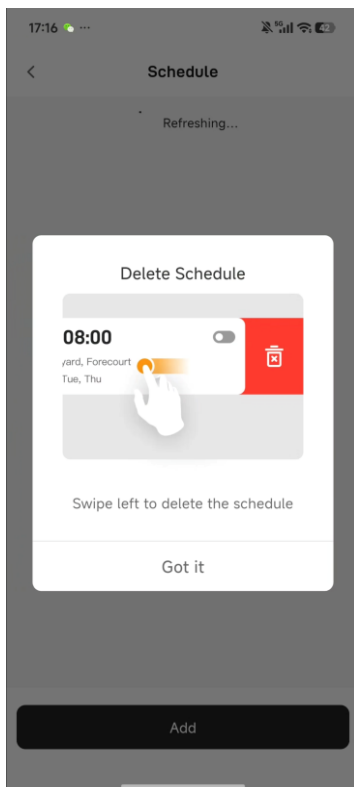 17:16
Schedule
Refreshing...
Delete Schedule
08:00
yard, Forecourt
Tue, Thu
Swipe left to delete the schedule
Got it
Add